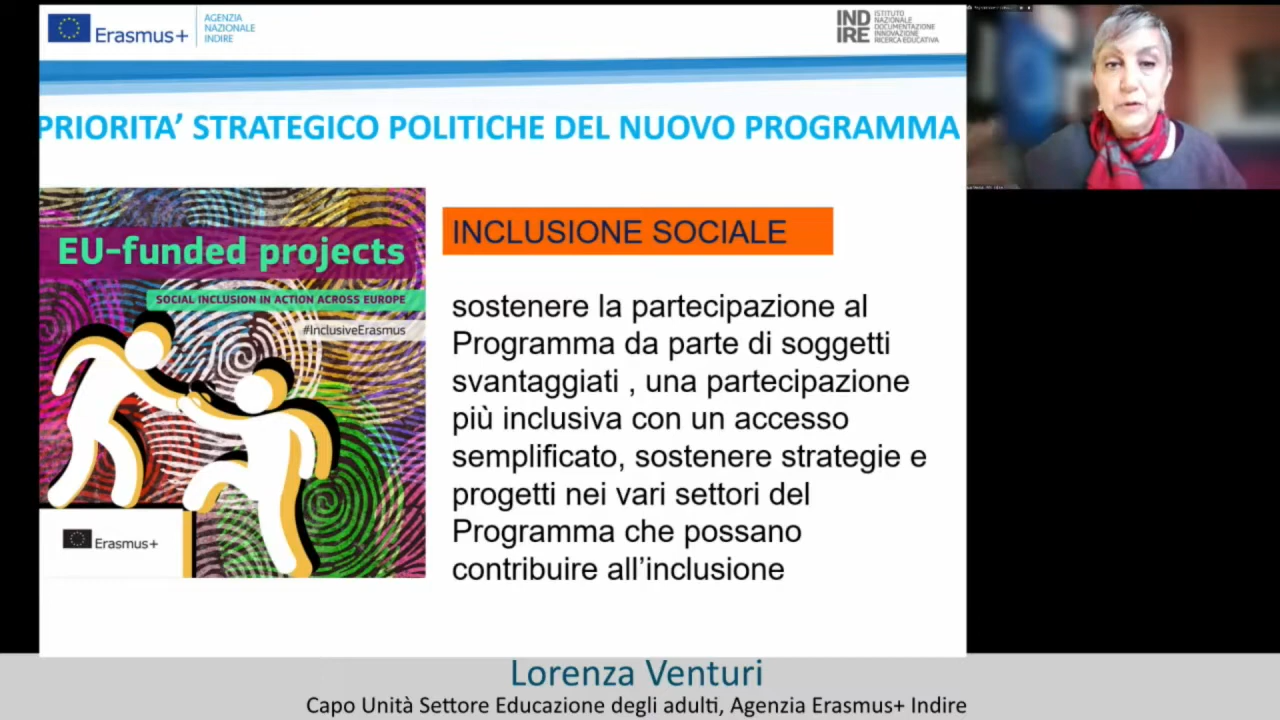 Erasmus+
AGENZIA
NAZIONALE
INDIRE
IND
IRE
ISTITUTO
NAZIONALE
DOCUMENTAZIONE
INNOVAZIONE
RICERCA EDUCATIVA
PRIORITA’ STRATEGICO POLITICHE DEL NUOVO PROGRAMMA
EU-funded projects
SOCIAL INCLUSION IN ACTION ACROSS EUROPE
#InclusiveErasmus
Erasmus+
INCLUSIONE SOCIALE
sostenere la partecipazione al
Programma da parte di soggetti
svantaggiati , una partecipazione
più inclusiva con un accesso
semplificato, sostenere strategie e
progetti nei vari settori del
Programma che possano
contribuire all’inclusione
Lorenza Venturi
Capo Unità Settore Educazione degli adulti, Agenzia Erasmus+ Indire